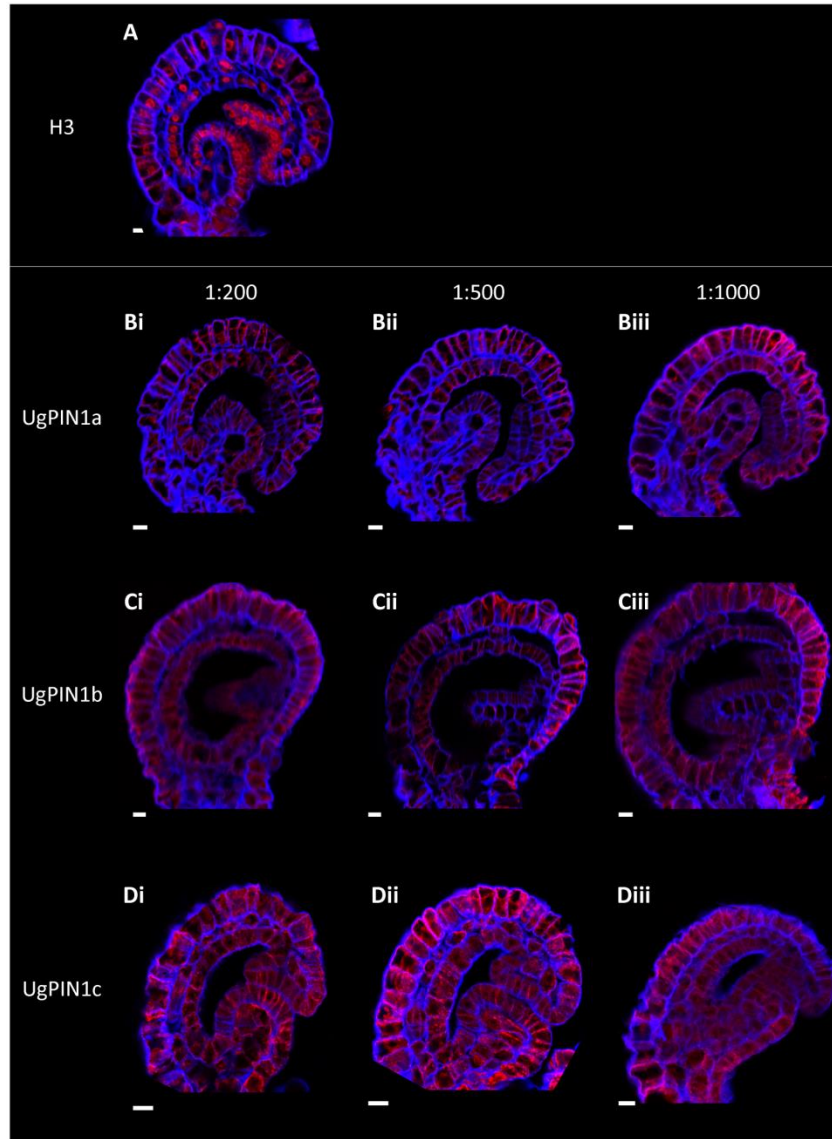 A
H3
1:200 1:500 1:1000
Bi Bii Biii
UgPIN1a
Ci Cii Ciii
UgPIN1b
Di Dii Diii
UgPIN1c